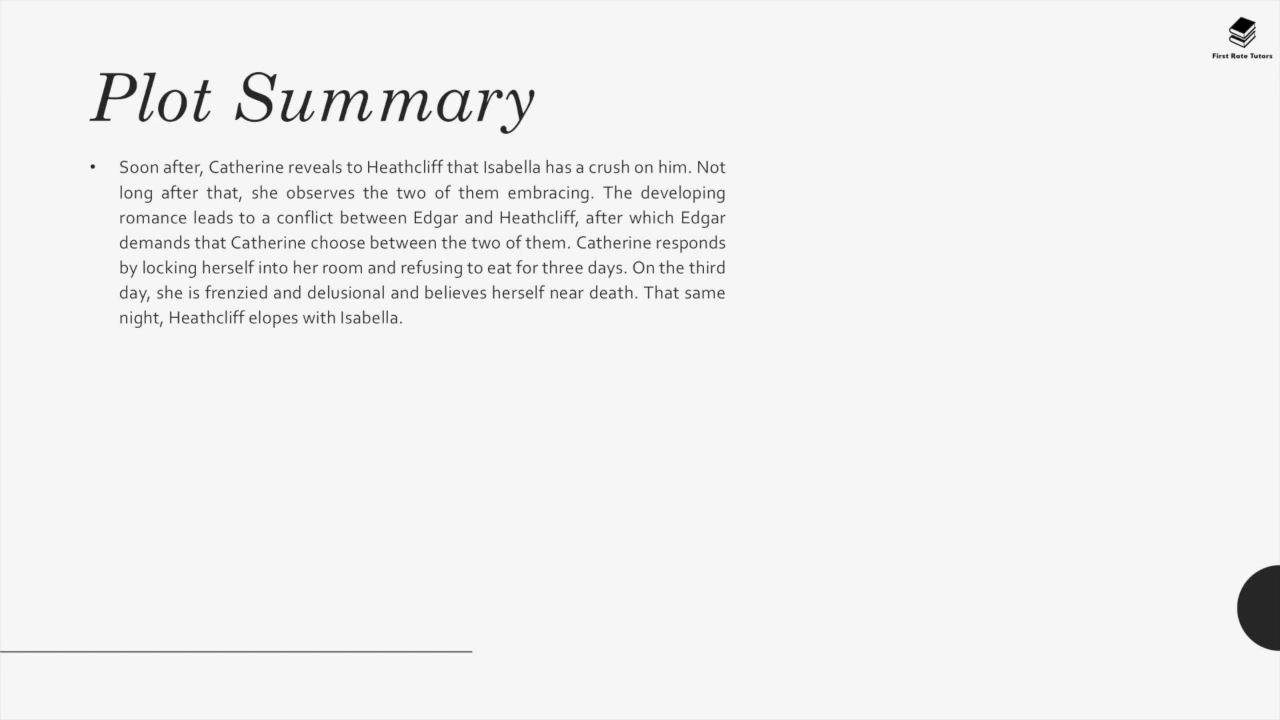 First Rate Tutors
Plot Summary
• Soon after, Catherine reveals to Heathcliff that Isabella has a crush on him. Not
long after that, she observes the two of them embracing. The developing
romance leads to a conflict between Edgar and Heathcliff, after which Edgar
demands that Catherine choose between the two of them. Catherine responds
by locking herself into her room and refusing to eat for three days. On the third
day, she is frenzied and delusional and believes herself near death. That same
night, Heathcliff elopes with Isabella.